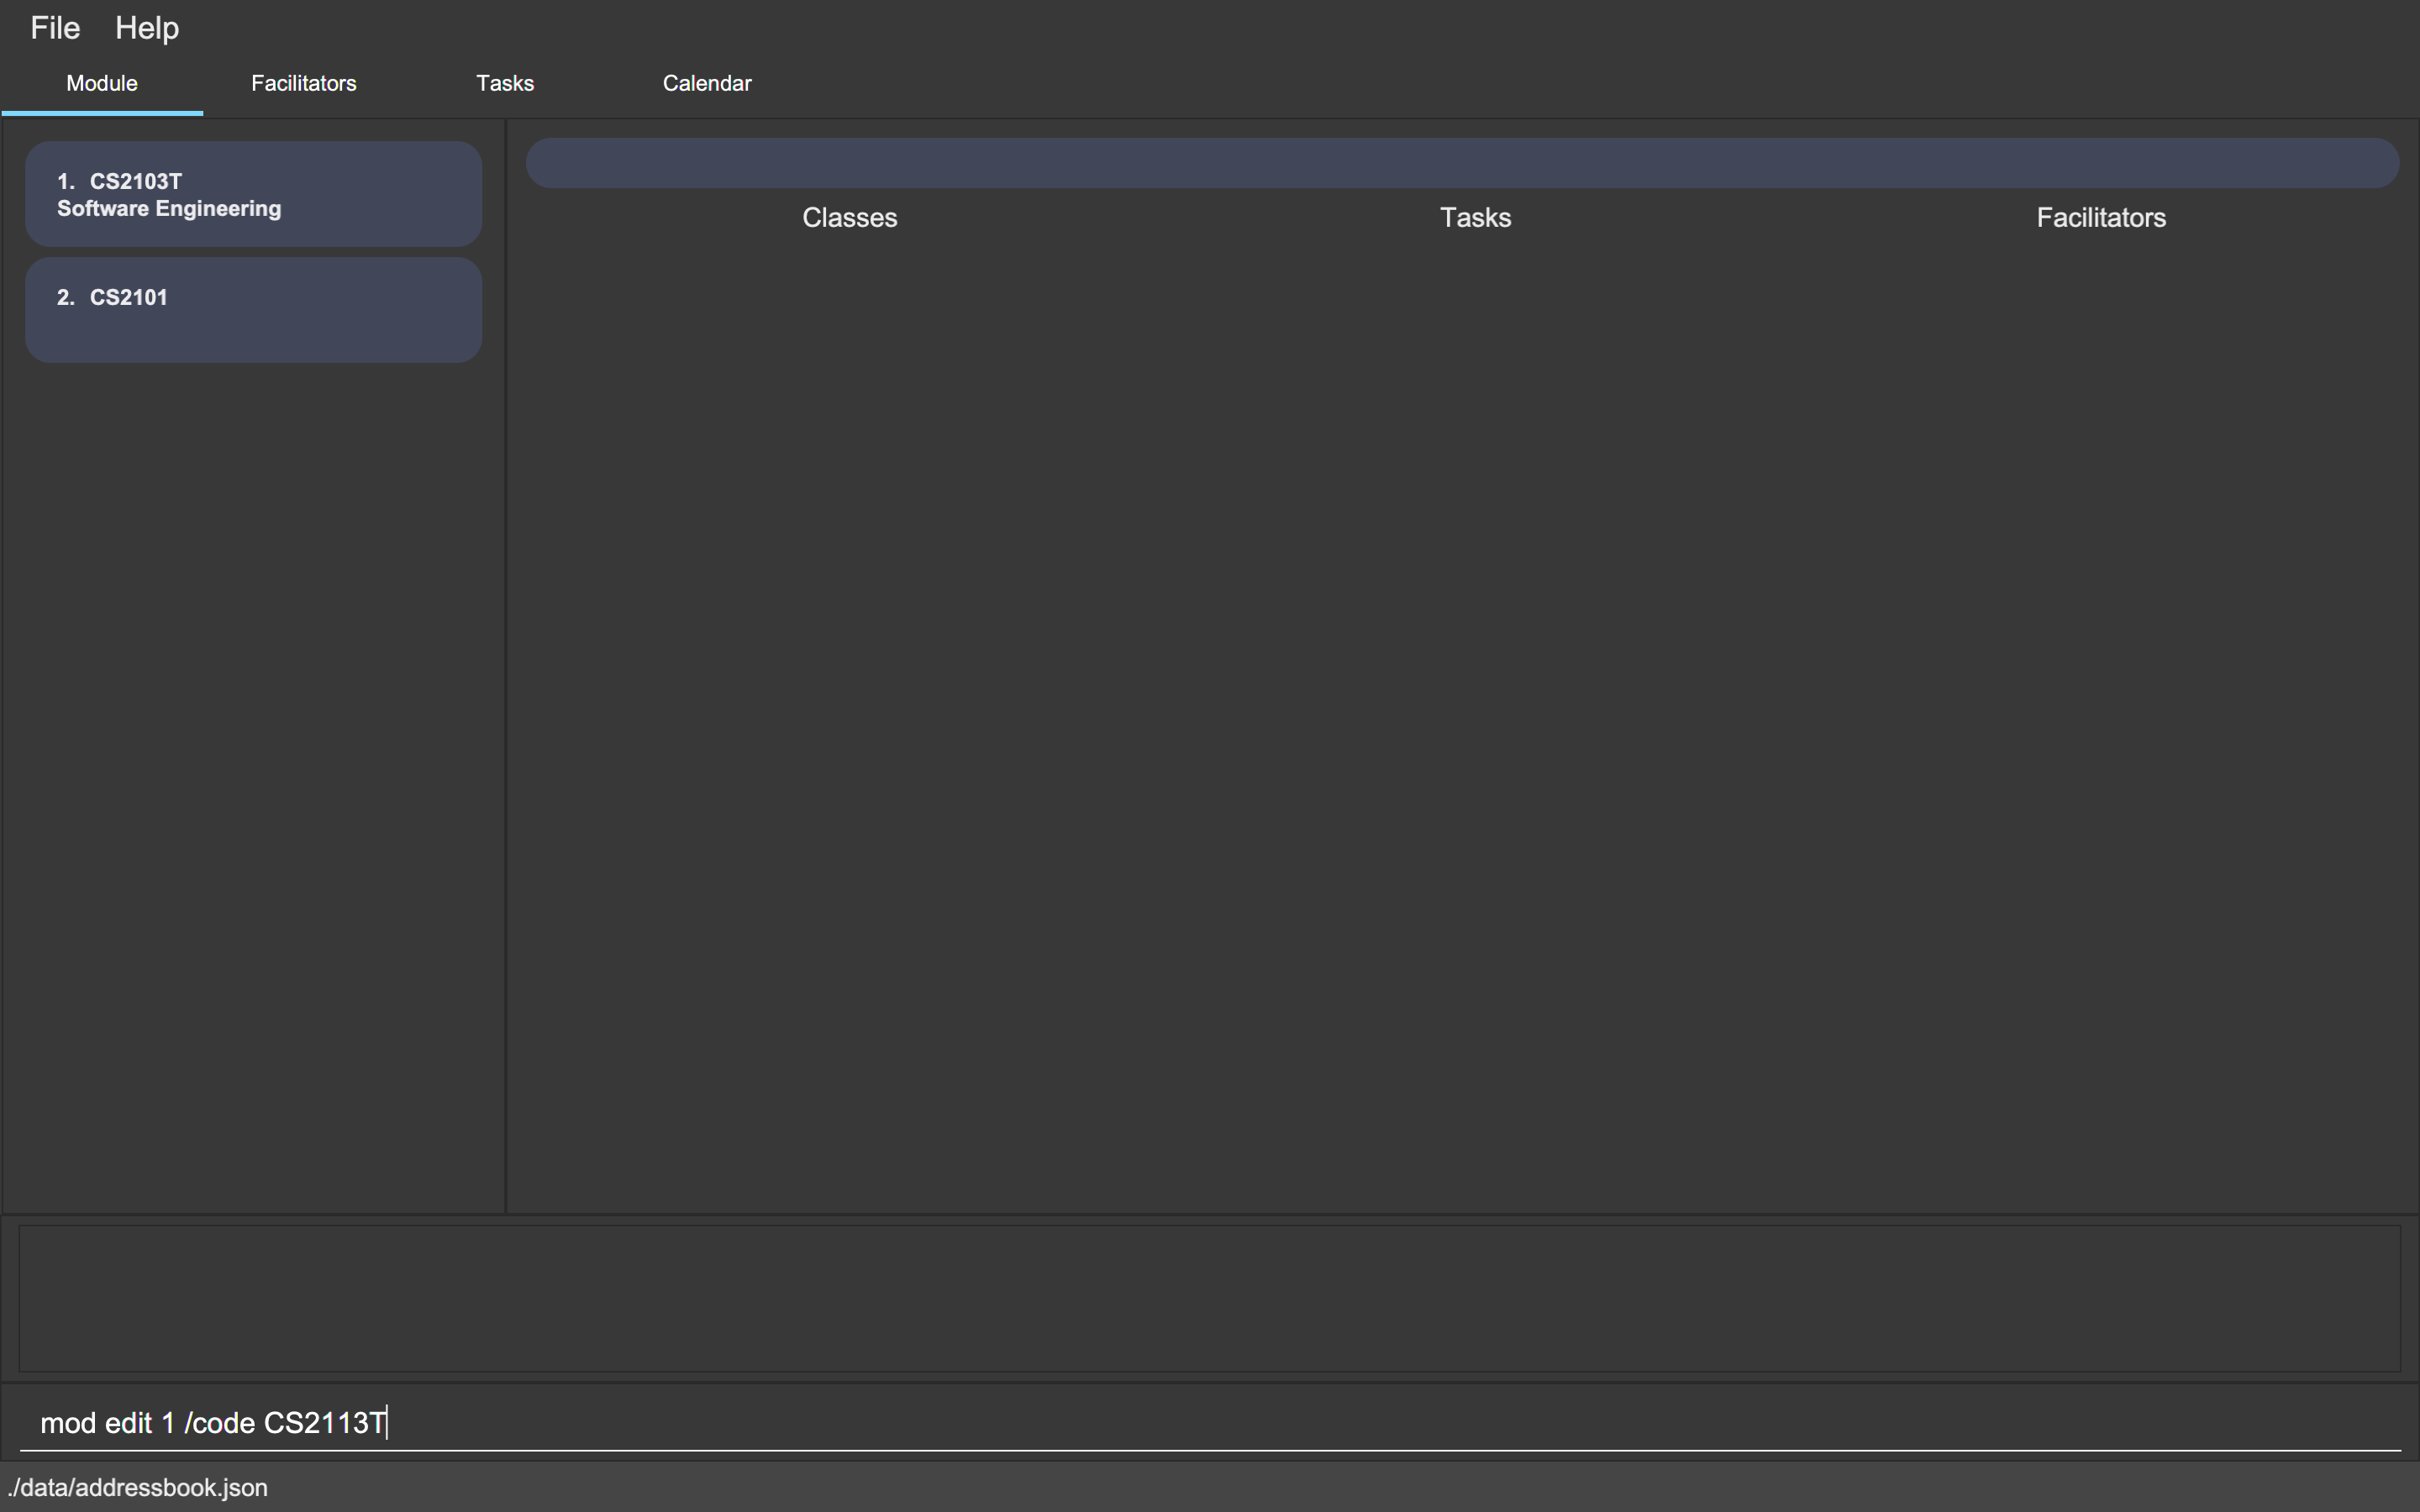 File Help
Module Facilitators Tasks Calendar
1. CS2103T
Software Engineering
2. CS2101
Classes Tasks Facilitators
mod edit 1 /code CS2113T
./data/addressbook.json